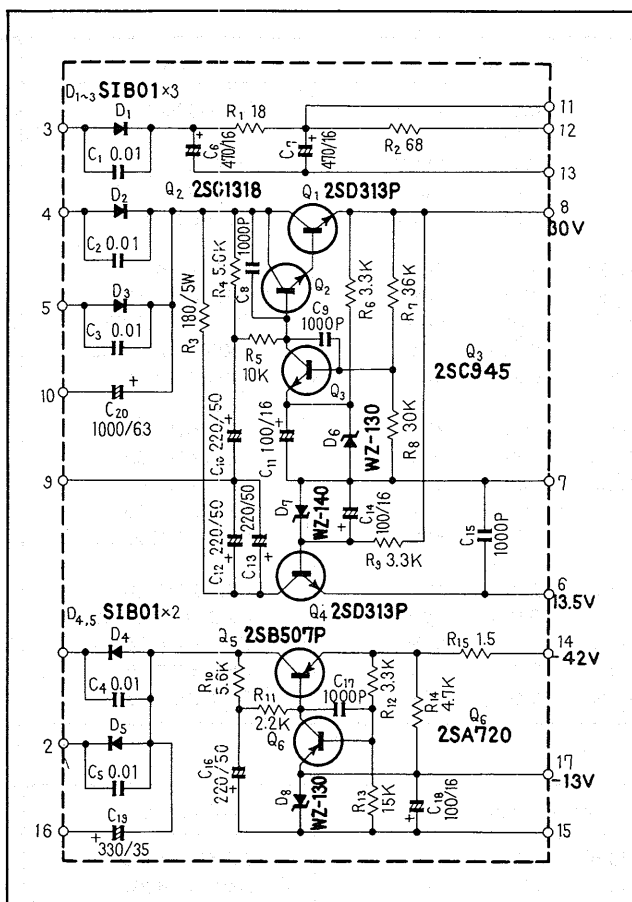 D₁~₃ SIB01×3
11
3
D₁
R₁ 18
12
C₁ 0.01
C₆ 470/16
C₇ 470/16
R₂ 68
13
Q₂ 2SC1318
Q₁ 2SD313P
4
D₂
8
30V
C₂ 0.01
R₄ 5.6K
C₈ 1000P
Q₂
R₆ 3.3K
R₇ 36K
5
D₃
C₃ 0.01
R₃ 180/5W
C₉
1000P
R₅
10K
Q₃
Q₃
2SC945
10
C₂₀
1000/63
C₁₀ 220/50
C₁₁ 100/16
D₆
WZ-130
R₈ 30K
9
7
D₇
WZ-140
C₁₄
100/16
C₁₂ 220/50
C₁₃
220/50
R₉ 3.3K
C₁₅
1000P
6
13.5V
D₄,₅ SIB01×2
Q₄ 2SD313P
D₄
Q₅ 2SB507P
R₁₅ 1.5
14
-42V
C₄ 0.01
R₁₀
5.6K
R₁₁
2.2K
C₁₇
1000P
R₁₂ 3.3K
R₁₄
4.7K
Q₆
2SA720
2
D₅
C₅ 0.01
Q₆
C₁₆
220/50
17
-13V
D₈
WZ-130
R₁₃
15K
C₁₈
100/16
16
C₁₉
330/35
15